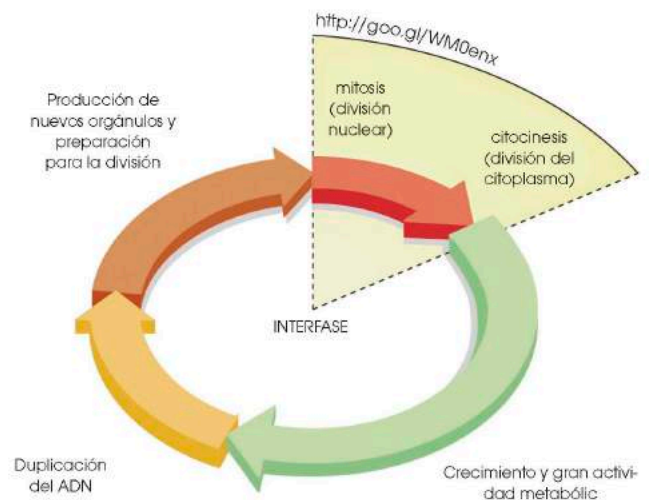 http://goo.gl/WM0enx
mitosis
(división
nuclear)
citocinesis
(división del
citoplasma)
Producción de
nuevos orgánulos y
preparación
para la división
INTERFASE
Duplicación
del ADN
Crecimiento y gran activi-
dad metabólic